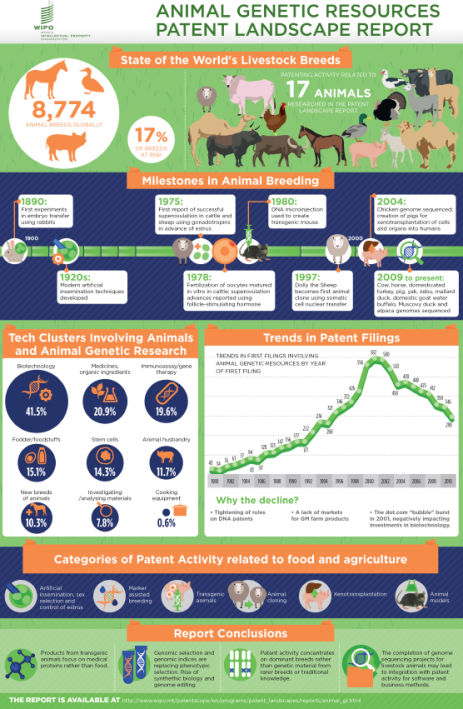 WIPO
WORLD
INTELLECTUAL PROPERTY
ORGANIZATION
ANIMAL GENETIC RESOURCES
PATENT LANDSCAPE REPORT
State of the World's Livestock Breeds
8,774
ANIMAL BREEDS GLOBALLY
17%
OF BREEDS
AT RISK
PATENTING ACTIVITY RELATED TO
17 ANIMALS
RESEARCHED IN THE PATENT
LANDSCAPE REPORT
Milestones in Animal Breeding
1890:
First experiments
in embryo transfer
using rabbits
1900
1920s:
Modern artificial
insemination techniques
developed
1975:
First report of successful
superovulation in cattle and
sheep using gonadotropins
in advance of estrus
1978:
Fertilization of oocytes matured
in vitro in cattle; superovulation
advances reported using
follicle-stimulating hormone
1980:
DNA microinjection
used to create
transgenic mouse
1997:
Dolly the Sheep
becomes first animal
clone using somatic
cell nuclear transfer
2000
2004:
Chicken genome sequenced;
creation of pigs for
xenotransplantation of cells
and organs into humans
2009 to present:
Cow, horse, domesticated
turkey, pig, yak, zebu, mallard
duck, domestic goat water
buffalo, Muscovy duck and
alpaca genomes sequenced
Tech Clusters Involving Animals
and Animal Genetic Research
Biotechnology
41.5%
Medicines,
organic ingredients
20.9%
Immunoassay/gene
therapy
19.6%
Fodder/foodstuffs
15.1%
Stem cells
14.3%
Animal husbandry
11.7%
New breeds
of animals
10.3%
Investigating
/analysing materials
7.8%
Cooking
equipment
0.6%
Trends in Patent Filings
TRENDS IN FIRST FILINGS INVOLVING
ANIMAL GENETIC RESOURCES BY YEAR
OF FIRST FILING
Why the decline?
• Tightening of rules
on DNA patents
• A lack of markets
for GM farm products
• The dot.com "bubble" burst
in 2001, negatively impacting
investments in biotechnology.
Categories of Patent Activity related to food and agriculture
Artificial
insemination, sex
selection and
control of estrus
Marker
assisted
breeding
Transgenic
animals
Animal
cloning
Xenotransplantation
Animal
models
Report Conclusions
Products from transgenic
animals focus on medical
proteins rather than food.
Genomic selection and
genomic indices are
replacing phenotypic
selection. Rise of
synthethic biology and
genome editing
Patent activity concentrates
on dominant breeds rather
than genetic material from
rarer breeds or traditional
knowledge.
The completion of genome
sequencing projects for
livestock animals may lead
to integration with patent
activity for software and
business methods.
THE REPORT IS AVAILABLE AT